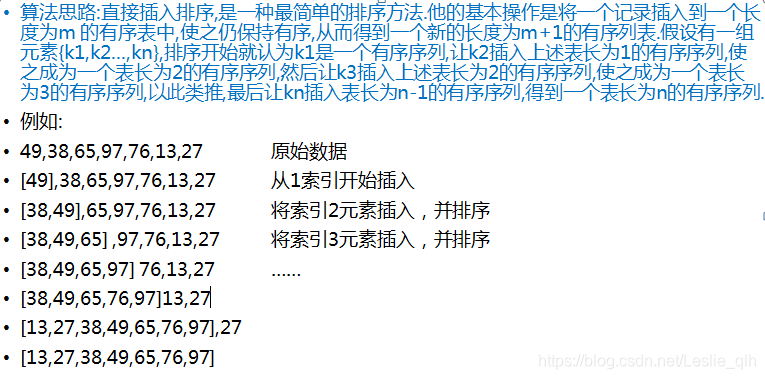 • 算法思路:直接插入排序,是一种最简单的排序方法.他的基本操作是将一个记录插入到一个长
度为m 的有序表中,使之仍保持有序,从而得到一个新的长度为m+1的有序列表.假设有一组
元素{k1,k2...,kn},排序开始就认为k1是一个有序序列,让k2插入上述表长为1的有序序列,使
之成为一个表长为2的有序序列,然后让k3插入上述表长为2的有序序列,使之成为一个表长
为3的有序序列,以此类推,最后让kn插入表长为n-1的有序序列,得到一个表长为n的有序序列.
• 例如:
• 49,38,65,97,76,13,27 原始数据
• [49],38,65,97,76,13,27 从1索引开始插入
• [38,49],65,97,76,13,27 将索引2元素插入，并排序
• [38,49,65] ,97,76,13,27 将索引3元素插入，并排序
• [38,49,65,97] 76,13,27 ......
• [38,49,65,76,97]13,27
• [13,27,38,49,65,76,97],27
• [13,27,38,49,65,76,97]
https://blog.csdn.net/Leslie_qlh